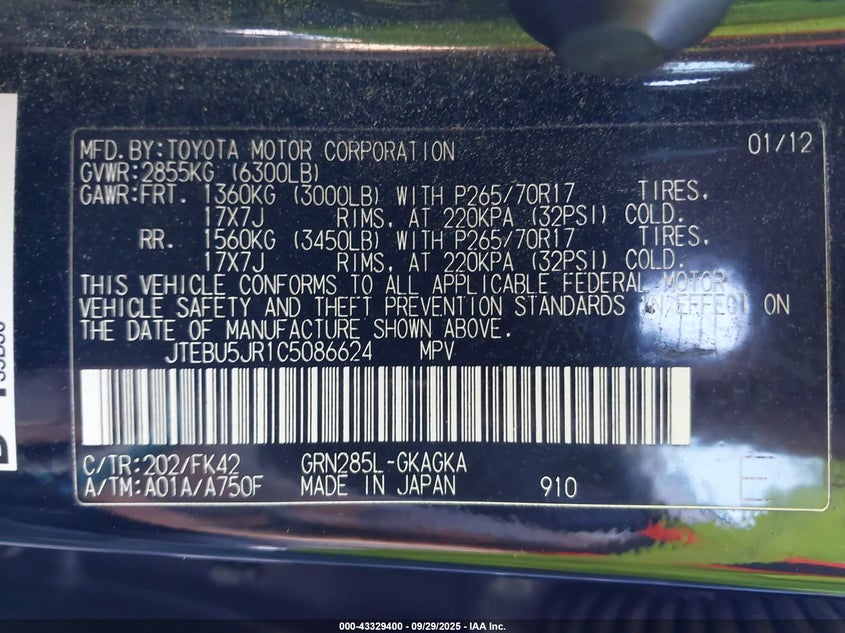 MFD.BY:TOYOTA MOTOR CORPORATION 01/12
GVWR:2855KG (6300LB)
GAWR:FRT. 1360KG (3000LB) WITH P265/70R17 TIRES,
17X7J RIMS, AT 220KPA (32PSI) COLD.
RR. 1560KG (3450LB) WITH P265/70R17 TIRES,
17X7J RIMS, AT 220KPA (32PSI) COLD.
THIS VEHICLE CONFORMS TO ALL APPLICABLE FEDERAL MOTOR
VEHICLE SAFETY AND THEFT PREVENTION STANDARDS IN EFFECT ON
THE DATE OF MANUFACTURE SHOWN ABOVE.
JTEBU5JR1C5086624 MPV
C/TR:202/FK42 GRN285L-GKAGKA
A/TM:A01A/A750F MADE IN JAPAN 910 E
000-43329400 - 09/29/2025 - IAA Inc.